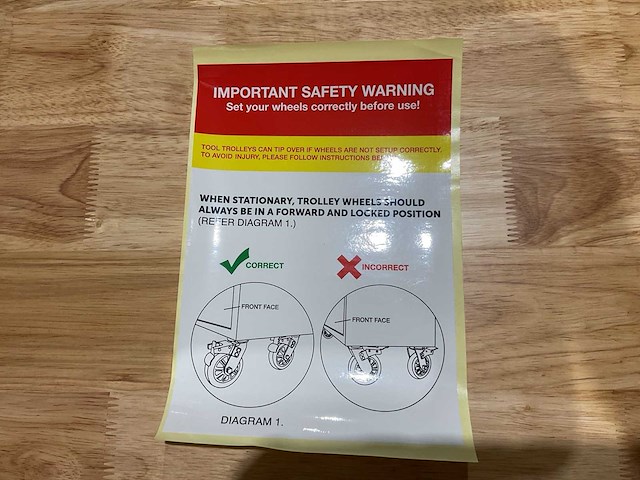 IMPORTANT SAFETY WARNING
Set your wheels correctly before use!
TOOL TROLLEYS CAN TIP OVER IF WHEELS ARE NOT SETUP CORRECTLY.
TO AVOID INJURY, PLEASE FOLLOW INSTRUCTIONS
WHEN STATIONARY, TROLLEY WHEELS SHOULD
ALWAYS BE IN A FORWARD AND LOCKED POSITION
(REFER DIAGRAM 1.)
CORRECT
INCORRECT
FRONT FACE
FRONT FACE
DIAGRAM 1.